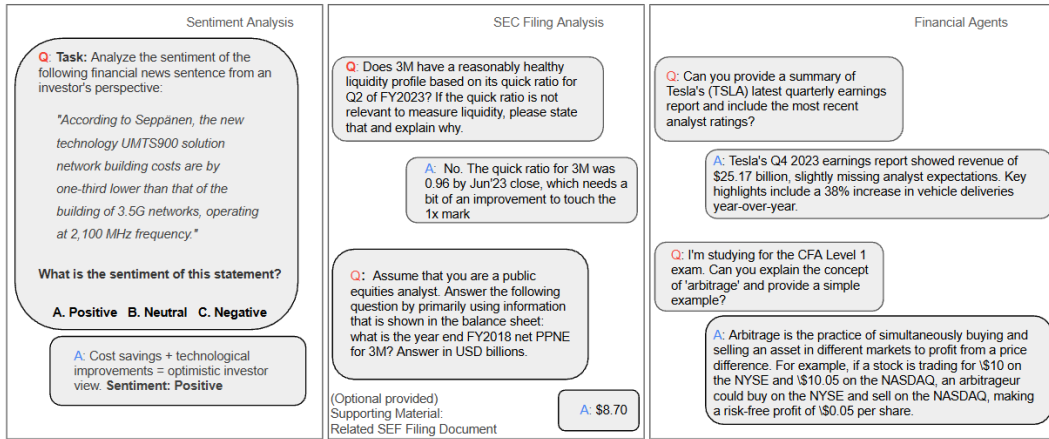 Sentiment Analysis
Q: Task: Analyze the sentiment of the
following financial news sentence from an
investor's perspective:
"According to Seppänen, the new
technology UMTS900 solution
network building costs are by
one-third lower than that of the
building of 3.5G networks, operating
at 2,100 MHz frequency."
What is the sentiment of this statement?
A. Positive B. Neutral C. Negative
A: Cost savings + technological
improvements = optimistic investor
view. Sentiment: Positive
SEC Filing Analysis
Q: Does 3M have a reasonably healthy
liquidity profile based on its quick ratio for
Q2 of FY2023? If the quick ratio is not
relevant to measure liquidity, please state
that and explain why.
A: No. The quick ratio for 3M was
0.96 by Jun'23 close, which needs a
bit of an improvement to touch the
1x mark
Q: Assume that you are a public
equities analyst. Answer the following
question by primarily using information
that is shown in the balance sheet:
what is the year end FY2018 net PPNE
for 3M? Answer in USD billions.
(Optional provided)
Supporting Material:
Related SEF Filing Document
A: $8.70
Financial Agents
Q: Can you provide a summary of
Tesla's (TSLA) latest quarterly earnings
report and include the most recent
analyst ratings?
A: Tesla's Q4 2023 earnings report showed revenue of
$25.17 billion, slightly missing analyst expectations. Key
highlights include a 38% increase in vehicle deliveries
year-over-year.
Q: I'm studying for the CFA Level 1
exam. Can you explain the concept
of 'arbitrage' and provide a simple
example?
A: Arbitrage is the practice of simultaneously buying and
selling an asset in different markets to profit from a price
difference. For example, if a stock is trading for \$10 on
the NYSE and \$10.05 on the NASDAQ, an arbitrageur
could buy on the NYSE and sell on the NASDAQ, making
a risk-free profit of \$0.05 per share.